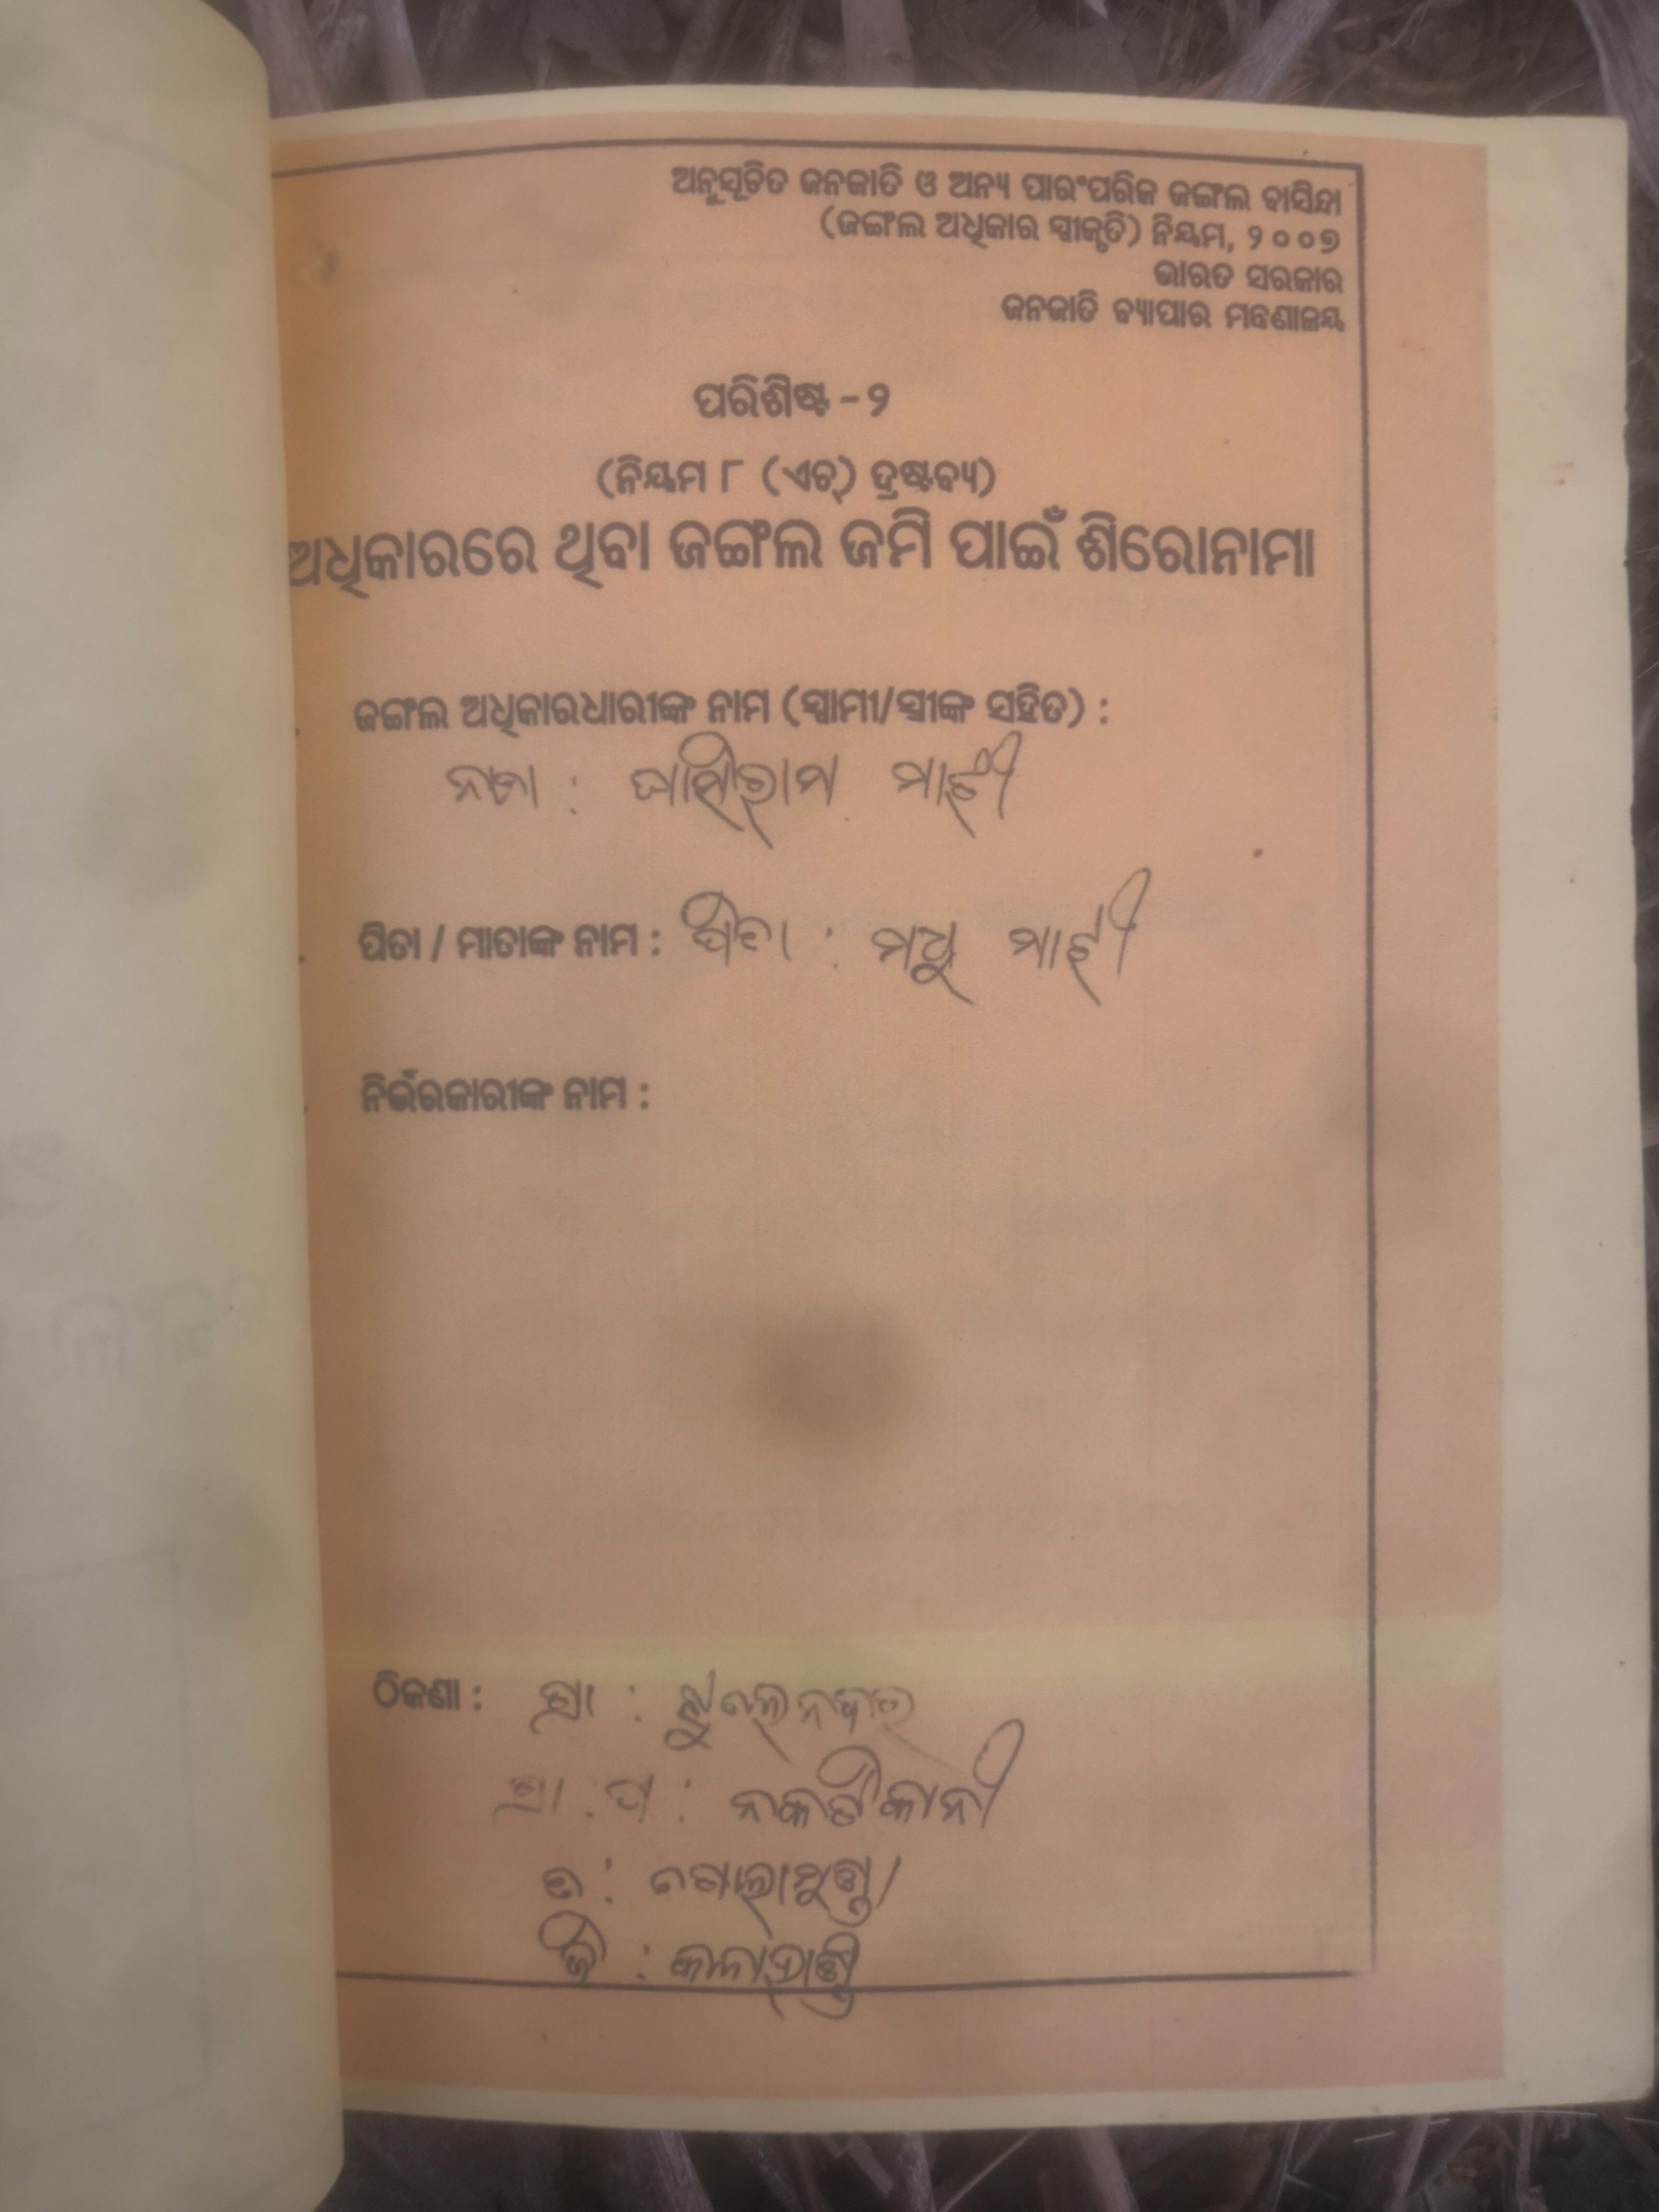 ଅନୁସୂଚିତ ଜନଜାତି ଓ ଅନ୍ୟ ପାରଂପରିକ ଜଙ୍ଗଲ ବାସିନ୍ଦା
(ଜଙ୍ଗଲ ଅଧିକାର ସ୍ୱୀକୃତି) ନିୟମ, ୨୦୦୭
ଭାରତ ସରକାର
ଜନଜାତି ବ୍ୟାପାର ମନ୍ତ୍ରଣାଳୟ
ପରିଶିଷ୍ଟ - ୨
(ନିୟମ ୮ (ଏଚ୍) ଦ୍ରଷ୍ଟବ୍ୟ)
ଅଧିକାରରେ ଥିବା ଜଙ୍ଗଲ ଜମି ପାଇଁ ଶିରୋନାମା
ଜଙ୍ଗଲ ଅଧିକାରଧାରୀଙ୍କ ନାମ (ସ୍ୱାମୀ/ସ୍ତ୍ରୀଙ୍କ ସହିତ) :
ଘାସିରାମ ମାଝୀ
ପିତା / ମାତାଙ୍କ ନାମ : ପିତା : ମଧୁ ମାଝୀ
ନିର୍ଭରକାରୀଙ୍କ ନାମ :
ଠିକଣା : ଗ୍ରା :
ଗ୍ରା . ପ : ନକଟିକାନୀ
ବ :
ଜି : କଳାହାଣ୍ଡି